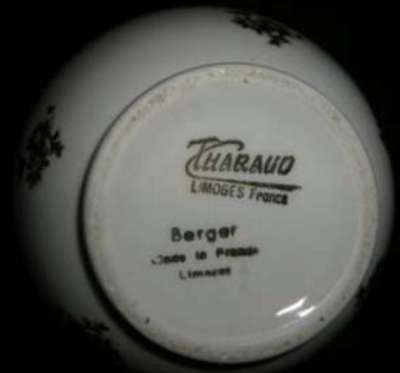 THARAUD
LIMOGES France
Berger
Made in France
Limoges